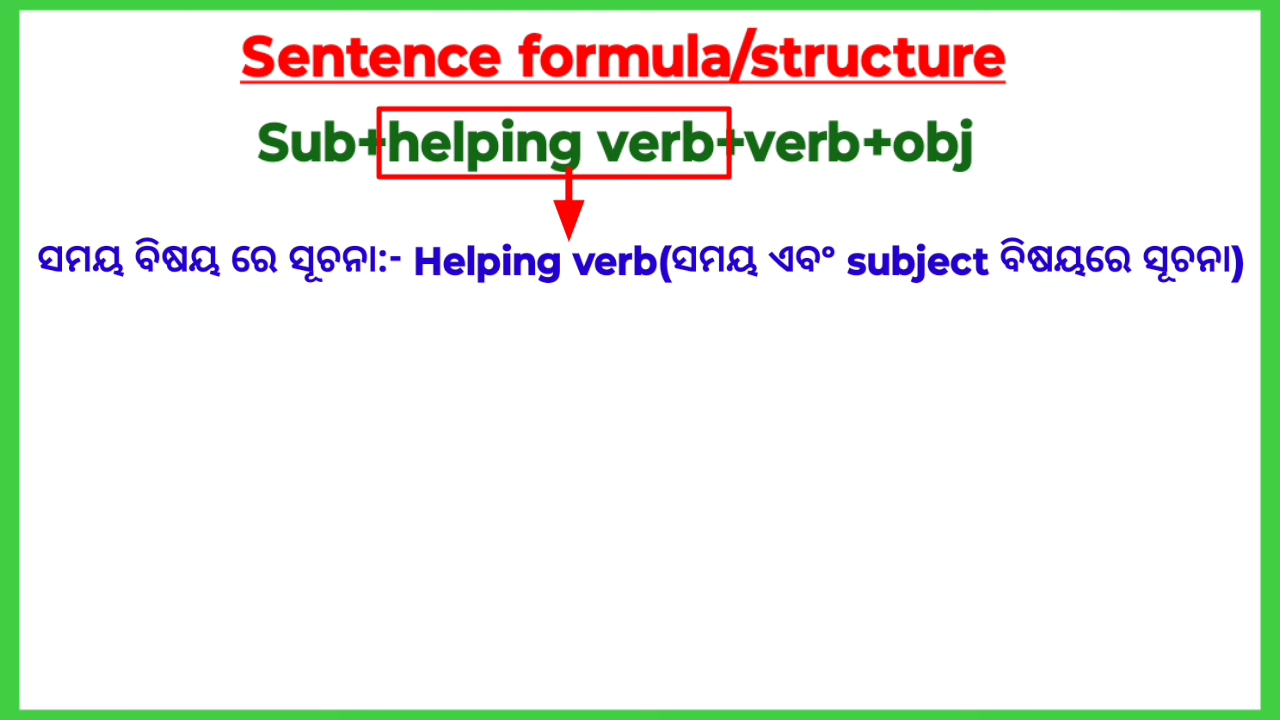 Sentence formula/structure
Sub+helping verb+verb+obj
ସମୟ ବିଷୟ ରେ ସୂଚନା:- Helping verb(ସମୟ ଏବଂ subject ବିଷୟରେ ସୂଚନା)